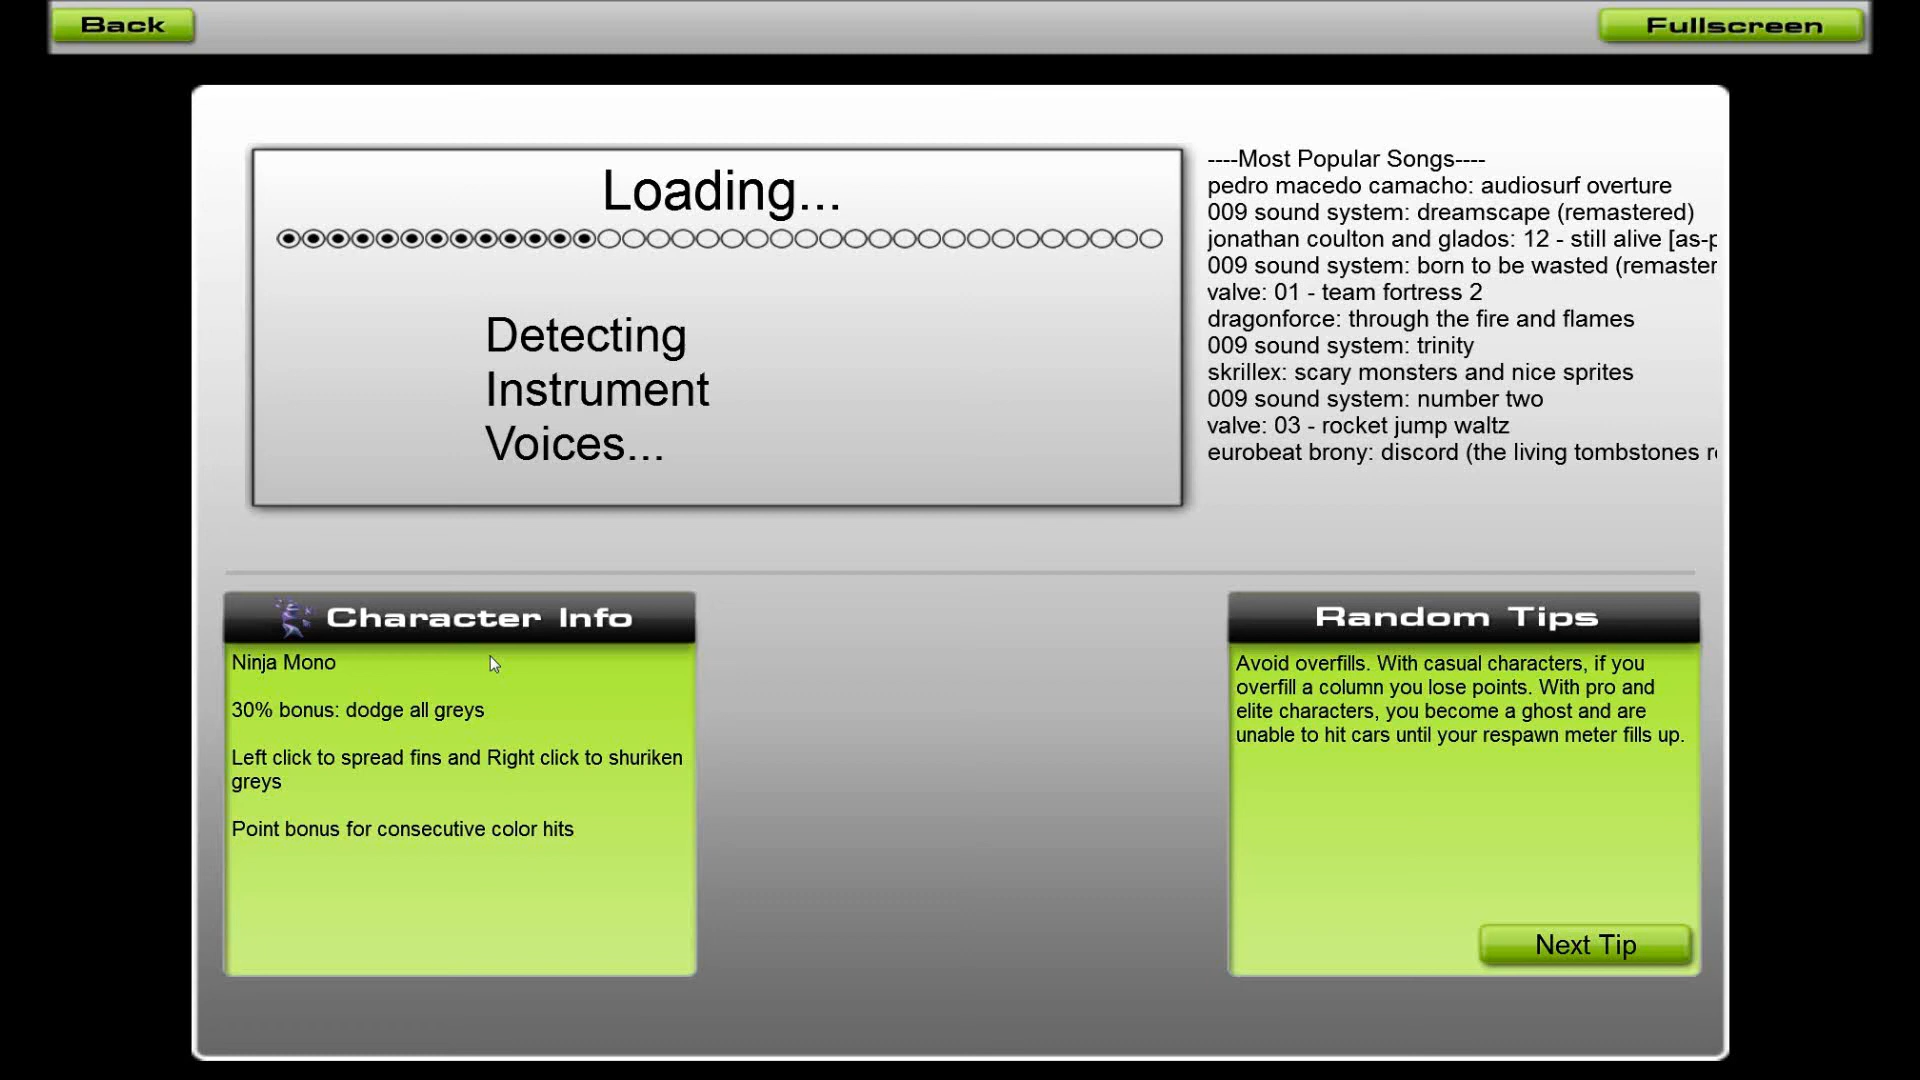 Back
Fullscreen
Loading...
Detecting
Instrument
Voices...
----Most Popular Songs----
pedro macedo camacho: audiosurf overture
009 sound system: dreamscape (remastered)
jonathan coulton and glados: 12 - still alive [as-p
009 sound system: born to be wasted (remaster
valve: 01 - team fortress 2
dragonforce: through the fire and flames
009 sound system: trinity
skrillex: scary monsters and nice sprites
009 sound system: number two
valve: 03 - rocket jump waltz
eurobeat brony: discord (the living tombstones r
Character Info
Ninja Mono
30% bonus: dodge all greys
Left click to spread fins and Right click to shuriken
greys
Point bonus for consecutive color hits
Random Tips
Avoid overfills. With casual characters, if you
overfill a column you lose points. With pro and
elite characters, you become a ghost and are
unable to hit cars until your respawn meter fills up.
Next Tip